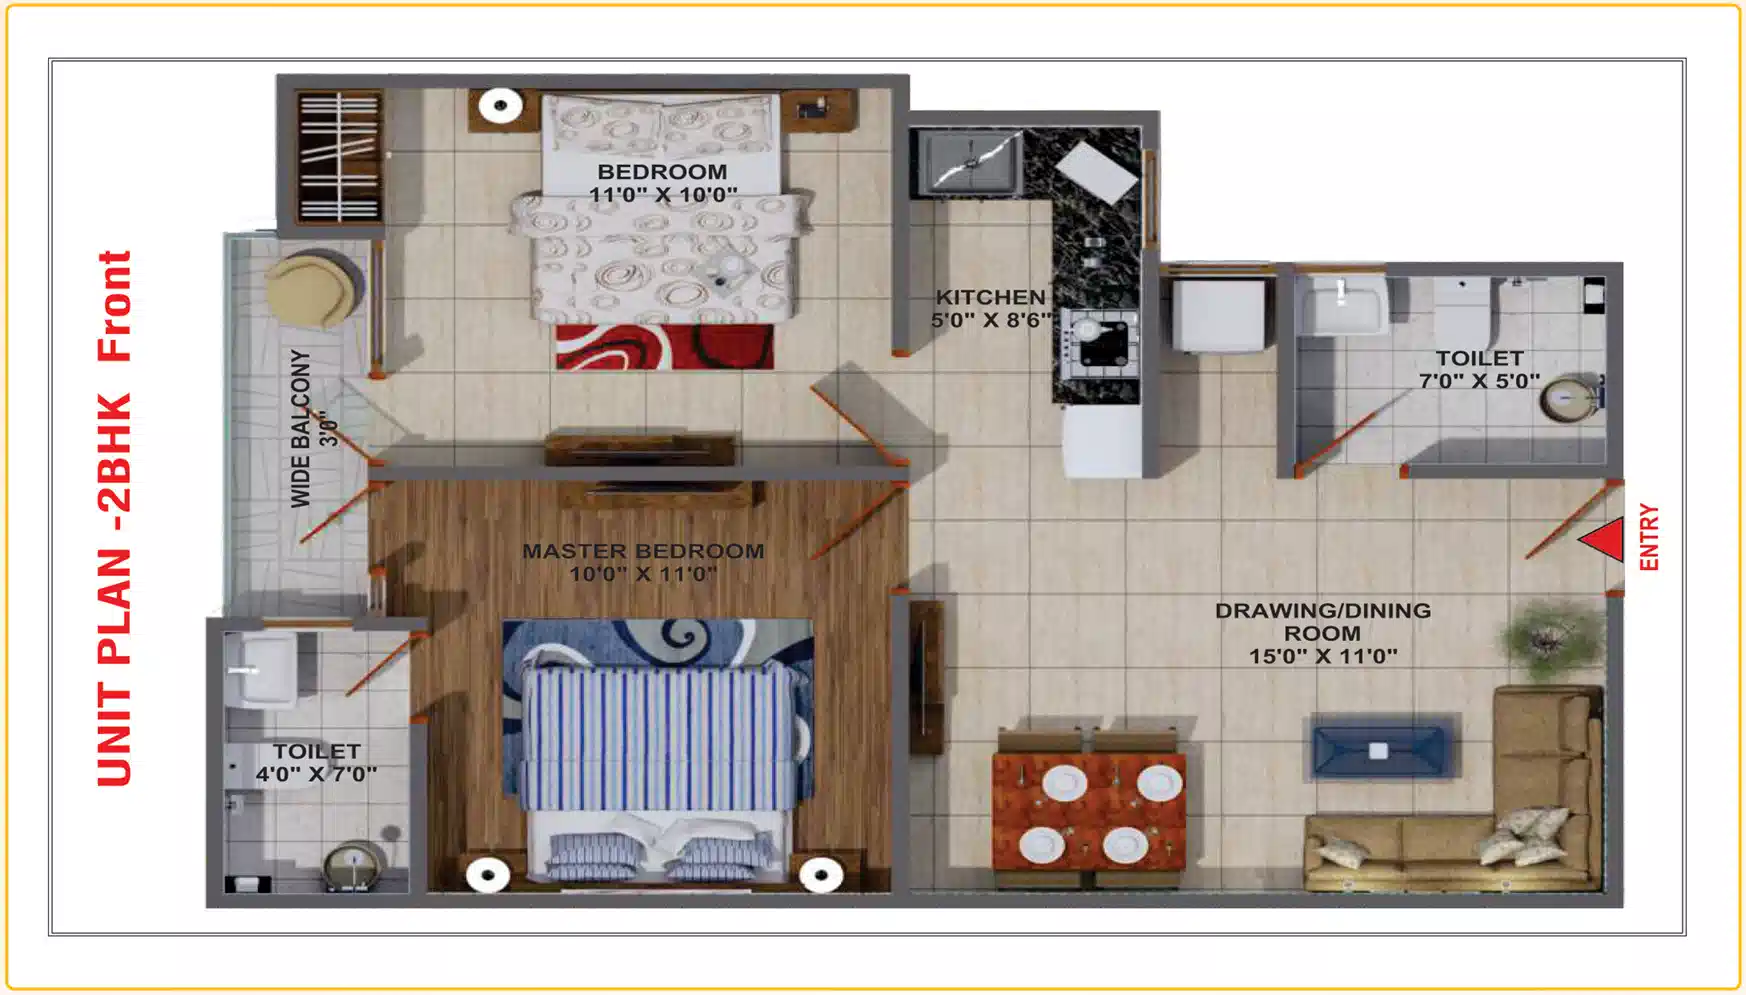 UNIT PLAN -2BHK Front
BEDROOM
11'0" X 10'0"
KITCHEN
5'0" X 8'6"
TOILET
7'0" X 5'0"
WIDE BALCONY
3'0"
MASTER BEDROOM
10'0" X 11'0"
ENTRY
DRAWING/DINING
ROOM
15'0" X 11'0"
TOILET
4'0" X 7'0"